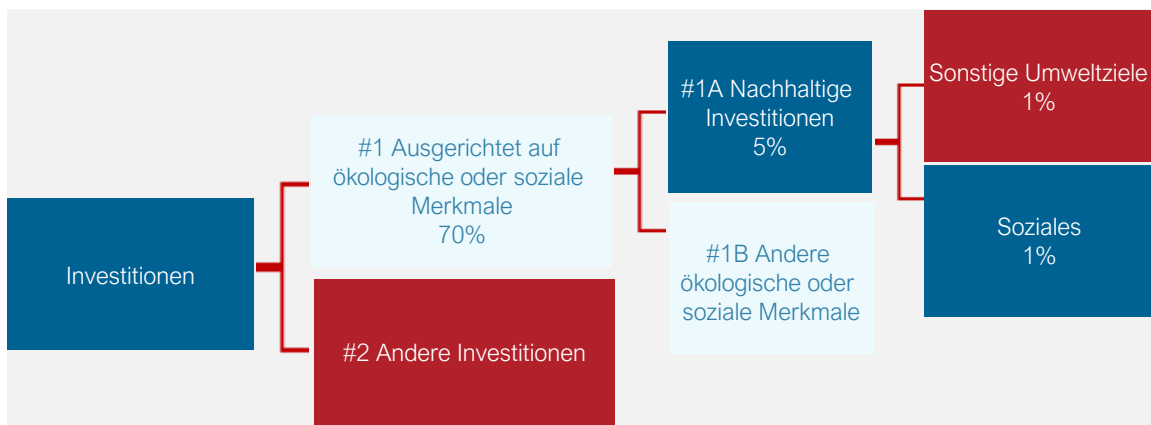 Investitionen
#1 Ausgerichtet auf
ökologische oder soziale
Merkmale
70%
#2 Andere Investitionen
#1A Nachhaltige
Investitionen
5%
#1B Andere
ökologische oder
soziale Merkmale
Sonstige Umweltziele
1%
Soziales
1%